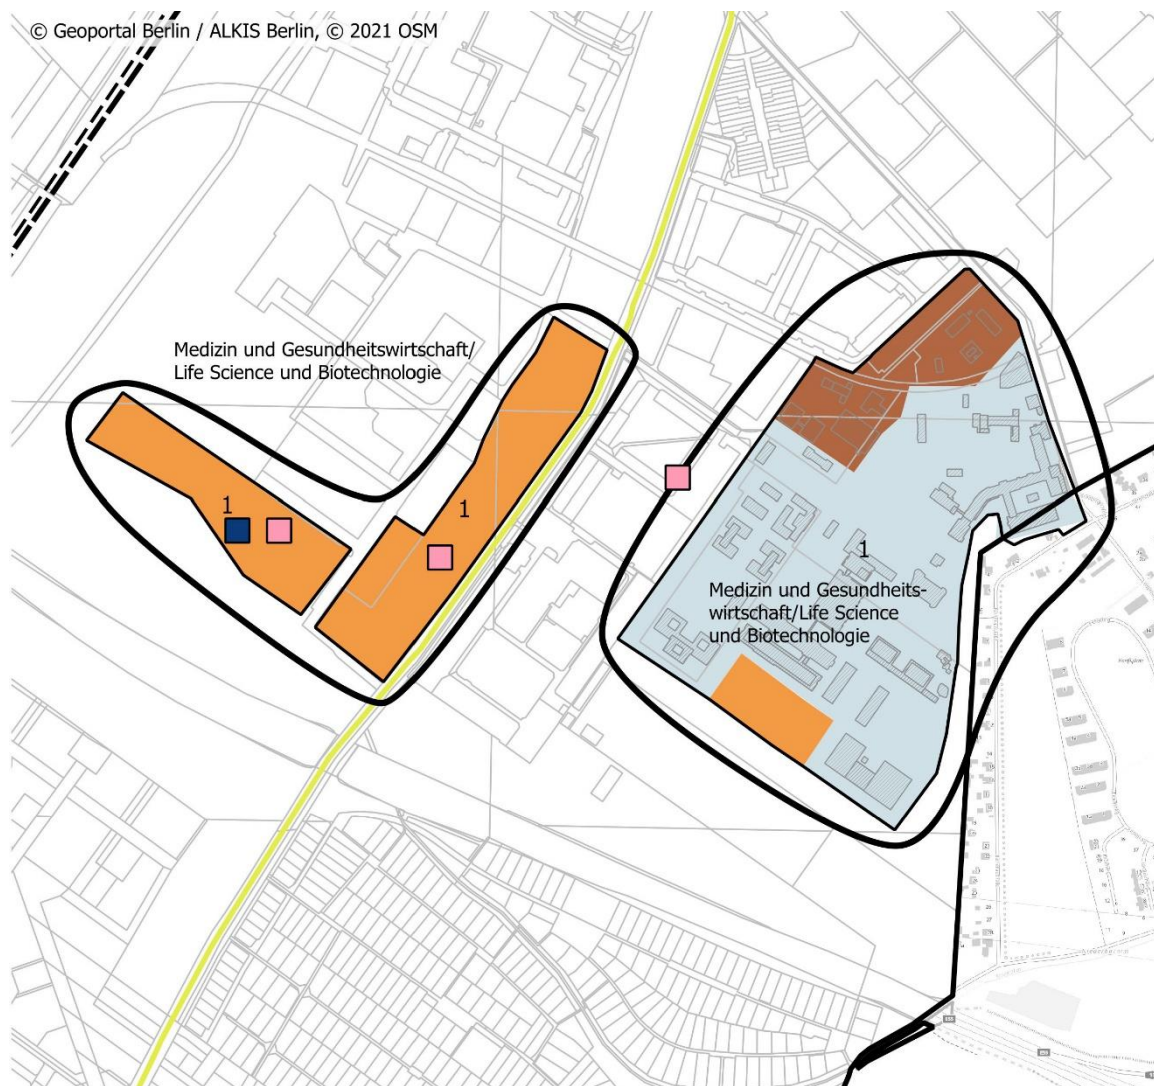 © Geoportal Berlin / ALKIS Berlin, © 2021 OSM
Medizin und Gesundheitswirtschaft/
Life Science und Biotechnologie
1
1
1
Medizin und Gesundheits-
wirtschaft/Life Science
und Biotechnologie